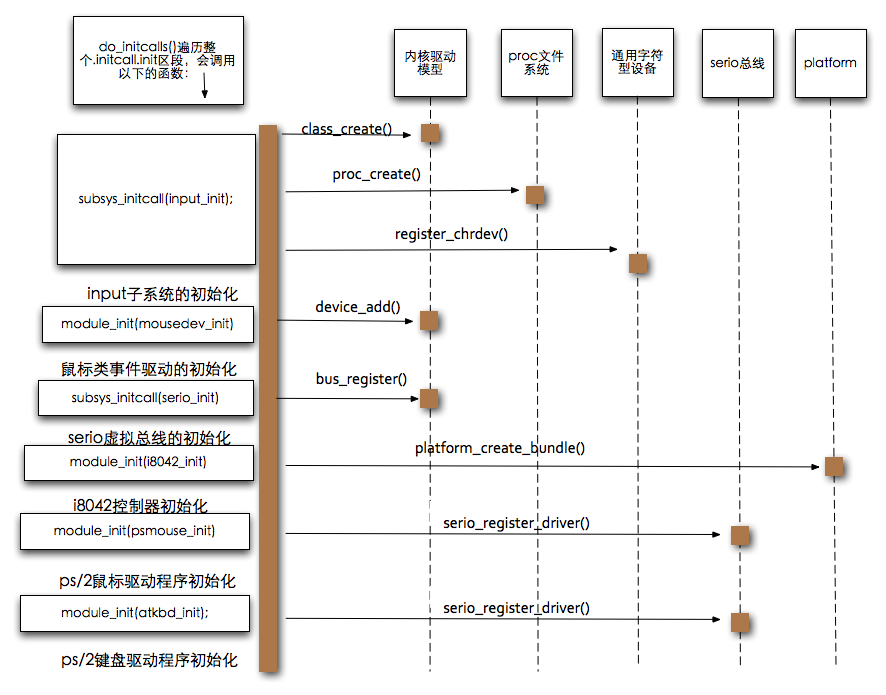 do_initcalls()遍历整
个.initcall.init区段，会调用
以下的函数：
内核驱动
模型
proc文件
系统
通用字符
型设备
serio总线
platform
class_create()
proc_create()
subsys_initcall(input_init);
register_chrdev()
input子系统的初始化
device_add()
module_init(mousedev_init)
鼠标类事件驱动的初始化
bus_register()
subsys_initcall(serio_init)
serio虚拟总线的初始化
platform_create_bundle()
module_init(i8042_init)
i8042控制器初始化
serio_register_driver()
module_init(psmouse_init)
ps/2鼠标驱动程序初始化
serio_register_driver()
module_init(atkbd_init);
ps/2键盘驱动程序初始化